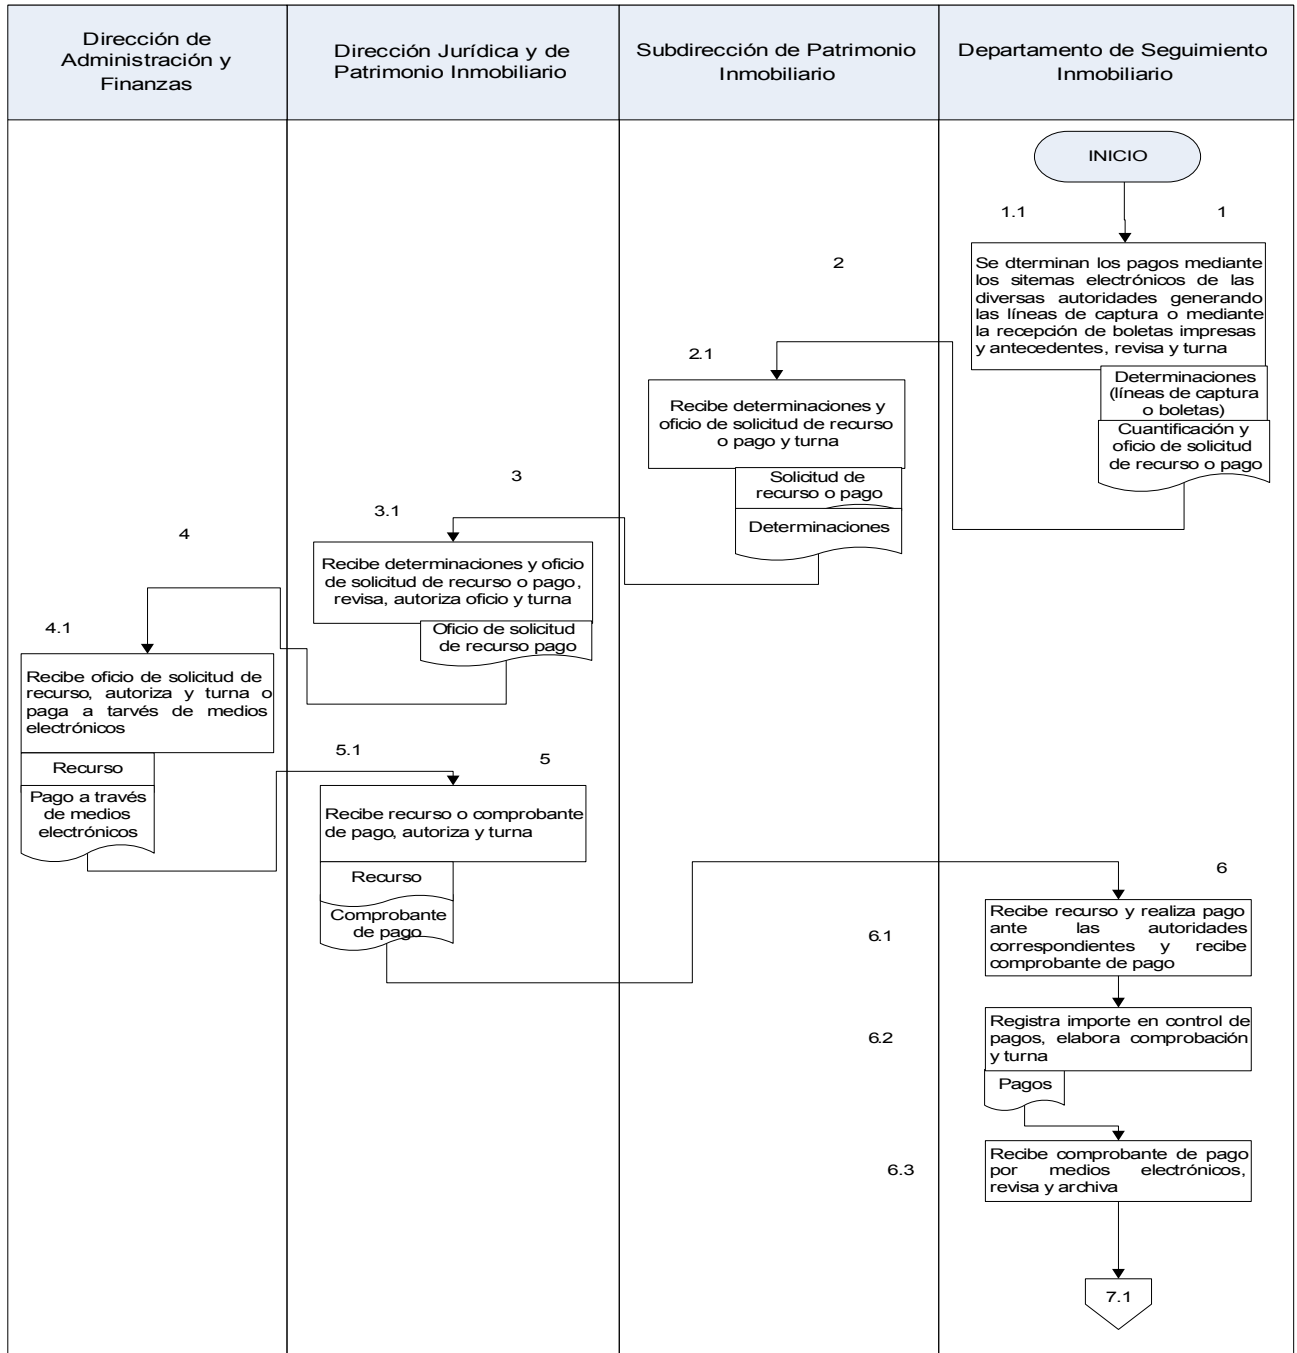 Dirección de
Administración y
Finanzas
Dirección Jurídica y de
Patrimonio Inmobiliario
Subdirección de Patrimonio
Inmobiliario
Departamento de Seguimiento
Inmobiliario
INICIO
1.1
1
Se dterminan los pagos mediante
los sitemas electrónicos de las
diversas autoridades generando
las líneas de captura o mediante
la recepción de boletas impresas
y antecedentes, revisa y turna
Determinaciones
(líneas de captura
o boletas)
Cuantificación y
oficio de solicitud
de recurso o pago
2
2.1
Recibe determinaciones y
oficio de solicitud de recurso
o pago y turna
Solicitud de
recurso o pago
Determinaciones
3
3.1
Recibe determinaciones y oficio
de solicitud de recurso o pago,
revisa, autoriza oficio y turna
Oficio de solicitud
de recurso pago
4
4.1
Recibe oficio de solicitud de
recurso, autoriza y turna o
paga a tarvés de medios
electrónicos
Recurso
Pago a través
de medios
electrónicos
5.1
5
Recibe recurso o comprobante
de pago, autoriza y turna
Recurso
Comprobante
de pago
6
6.1
Recibe recurso y realiza pago
ante las autoridades
correspondientes y recibe
comprobante de pago
6.2
Registra importe en control de
pagos, elabora comprobación
y turna
Pagos
6.3
Recibe comprobante de pago
por medios electrónicos,
revisa y archiva
7.1